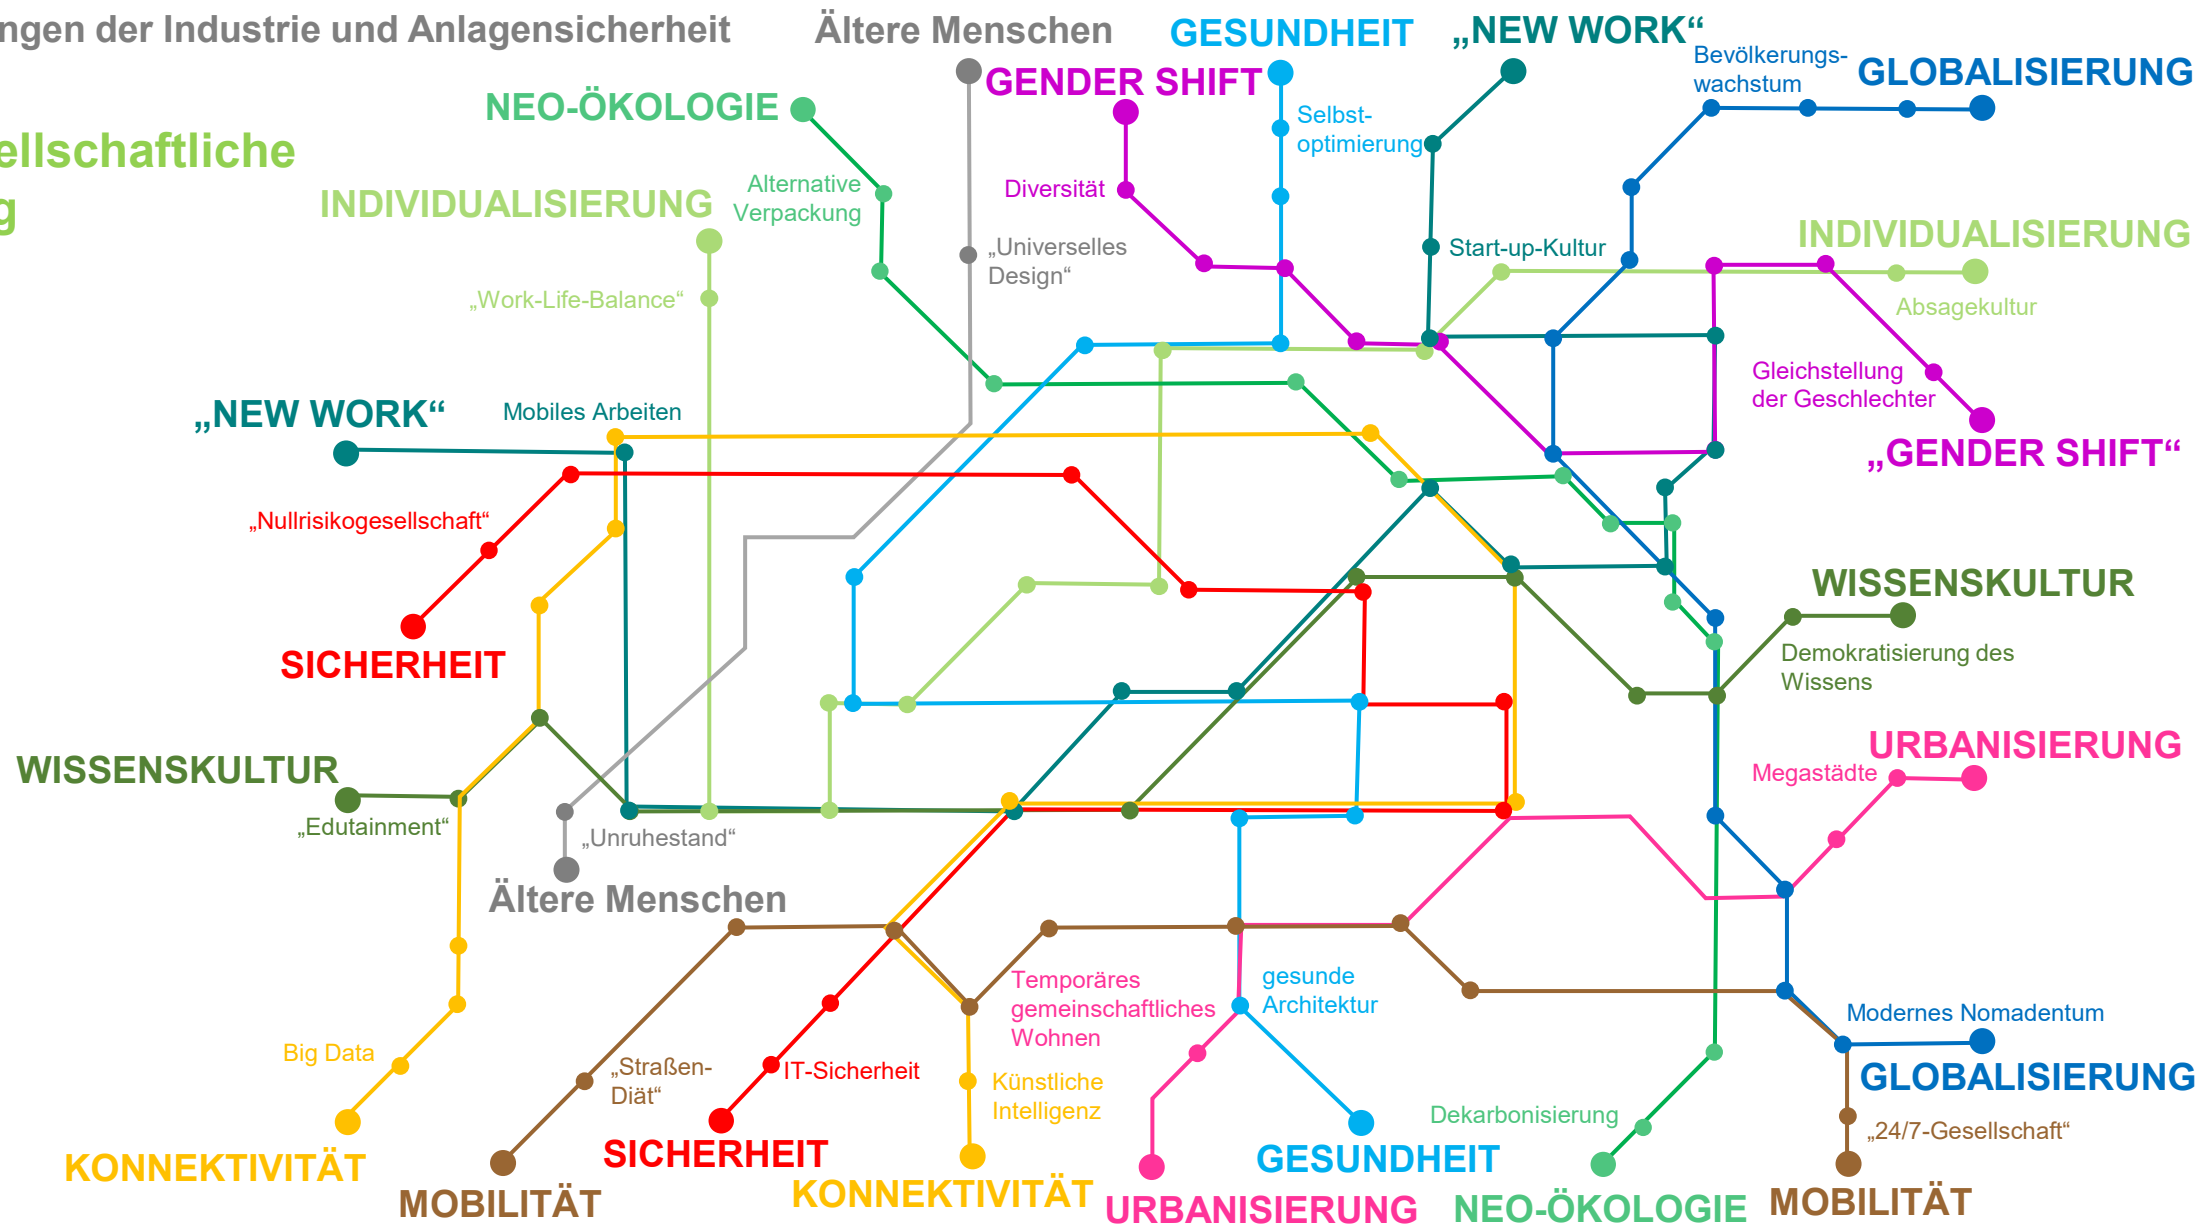 ngen der Industrie und Anlagensicherheit
Ältere Menschen
GESUNDHEIT
„NEW WORK“
Bevölkerungs-
wachstum
GLOBALISIERUNG
GENDER SHIFT
NEO-ÖKOLOGIE
Selbst-
optimierung
ellschaftliche
g
INDIVIDUALISIERUNG
Alternative
Verpackung
Diversität
„Universelles
Design“
Start-up-Kultur
INDIVIDUALISIERUNG
„Work-Life-Balance“
Absagekultur
Gleichstellung
der Geschlechter
„NEW WORK“
Mobiles Arbeiten
„GENDER SHIFT“
„Nullrisikogesellschaft“
WISSENSKULTUR
SICHERHEIT
Demokratisierung des
Wissens
WISSENSKULTUR
URBANISIERUNG
Megastädte
„Edutainment“
„Unruhestand“
Ältere Menschen
Temporäres
gemeinschaftliches
Wohnen
gesunde
Architektur
Modernes Nomadentum
Big Data
„Straßen-
Diät“
IT-Sicherheit
Künstliche
Intelligenz
GLOBALISIERUNG
Dekarbonisierung
„24/7-Gesellschaft“
KONNEKTIVITÄT
SICHERHEIT
GESUNDHEIT
MOBILITÄT
KONNEKTIVITÄT
URBANISIERUNG
NEO-ÖKOLOGIE
MOBILITÄT